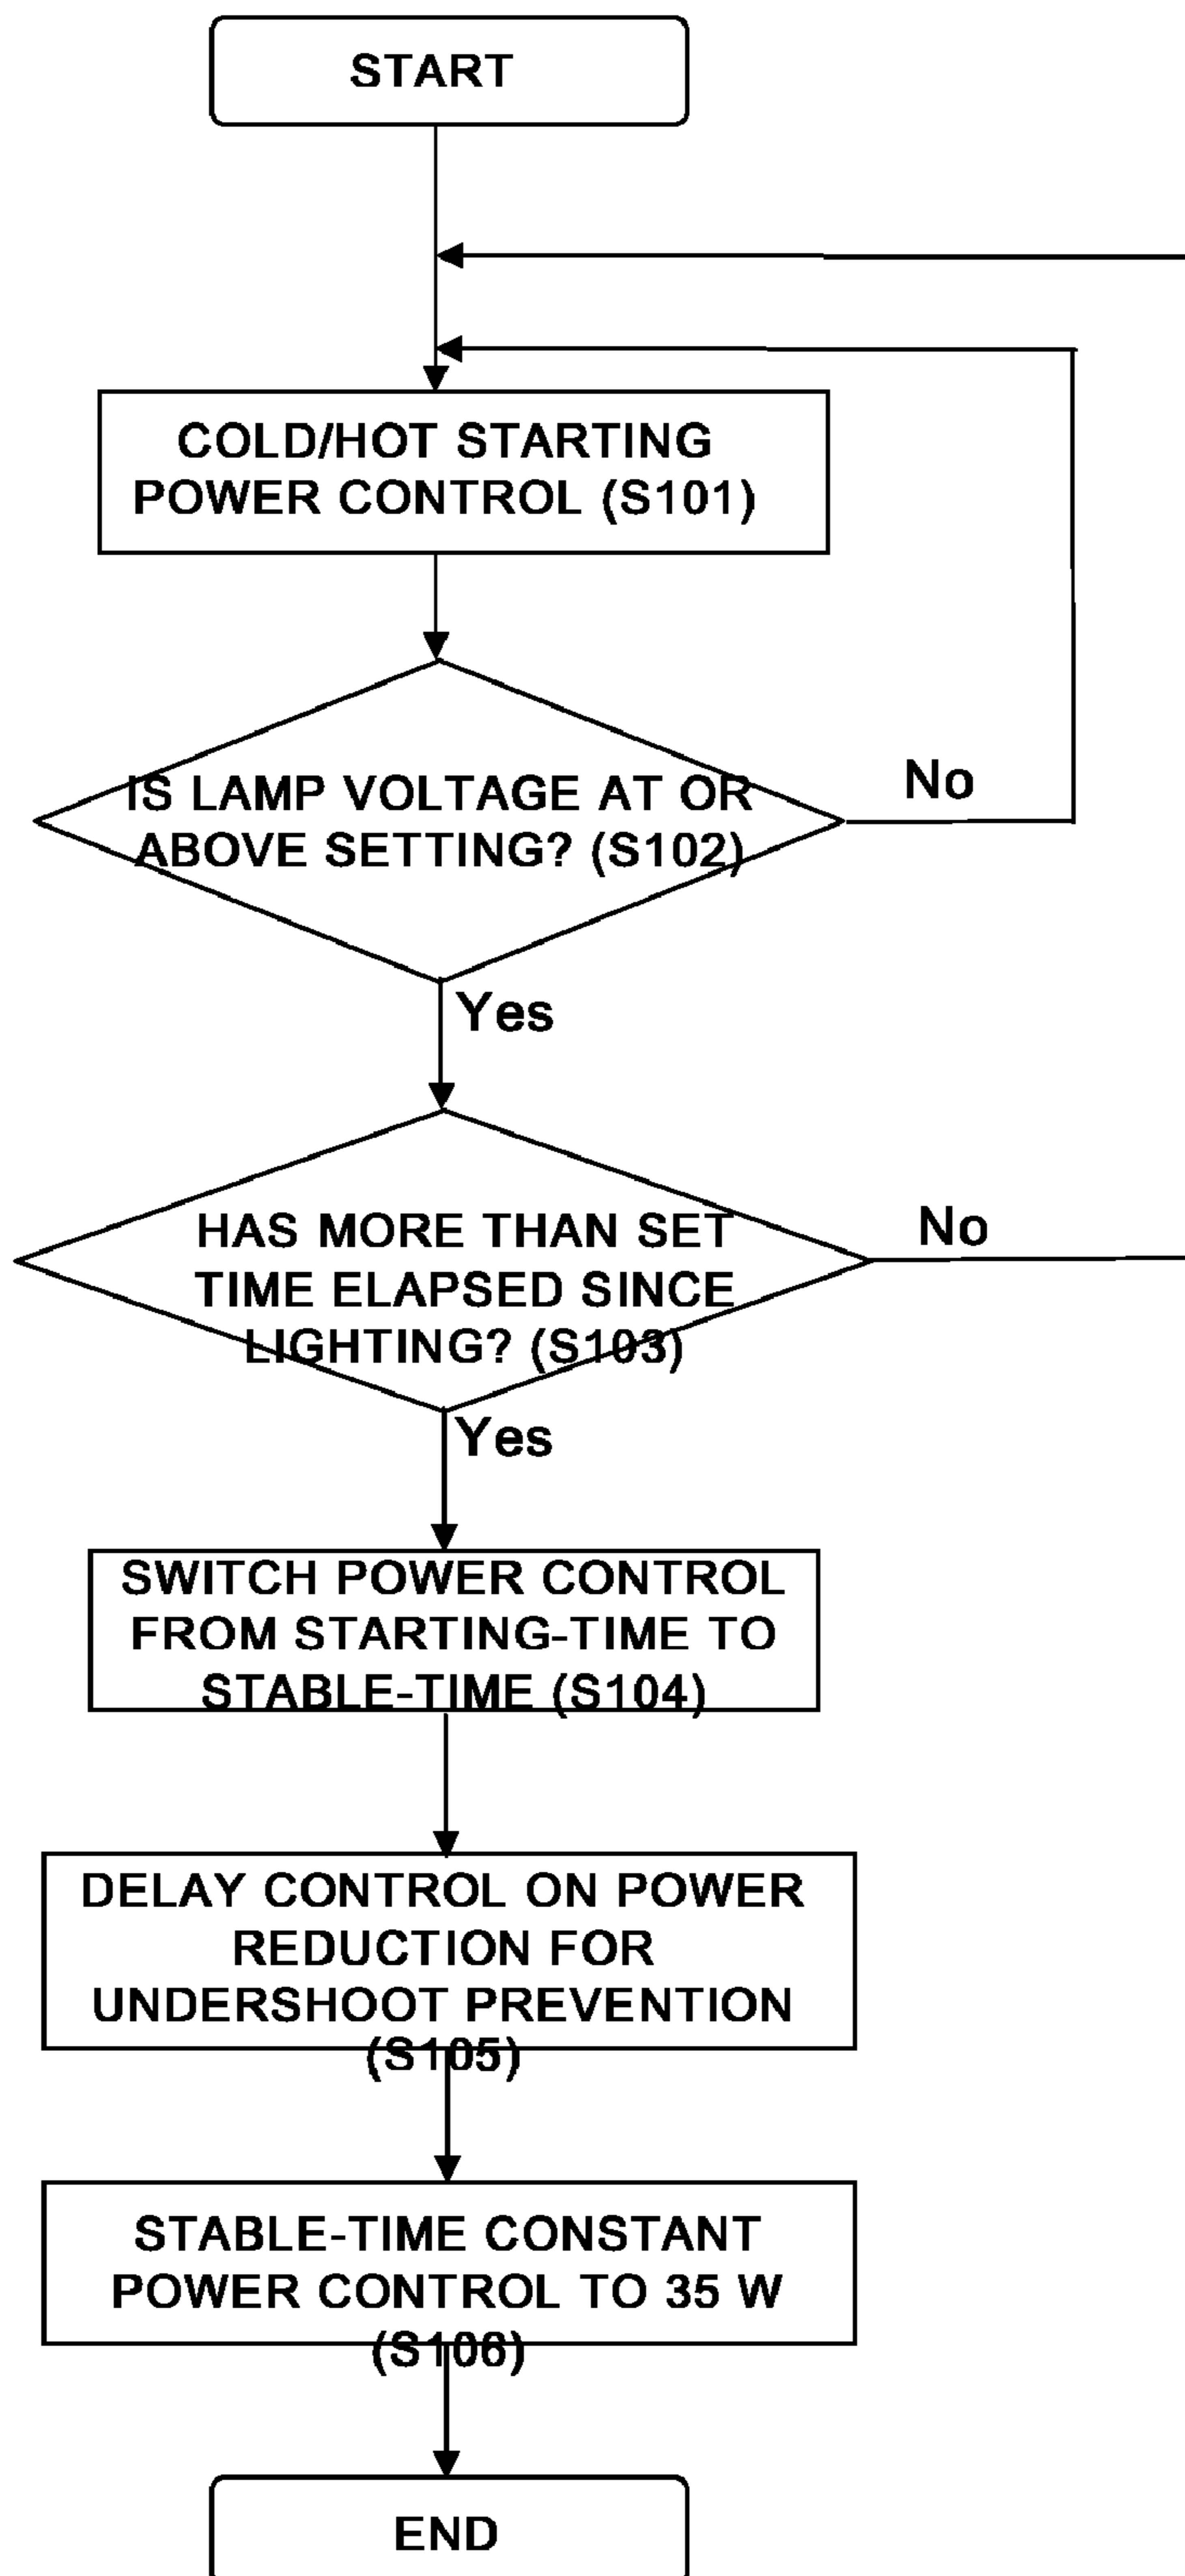 START
COLD/HOT STARTING
POWER CONTROL (S101)
IS LAMP VOLTAGE AT OR
ABOVE SETTING? (S102)
No
Yes
HAS MORE THAN SET
TIME ELAPSED SINCE
LIGHTING? (S103)
No
Yes
SWITCH POWER CONTROL
FROM STARTING-TIME TO
STABLE-TIME (S104)
DELAY CONTROL ON POWER
REDUCTION FOR
UNDERSHOOT PREVENTION
(S105)
STABLE-TIME CONSTANT
POWER CONTROL TO 35 W
(S106)
END